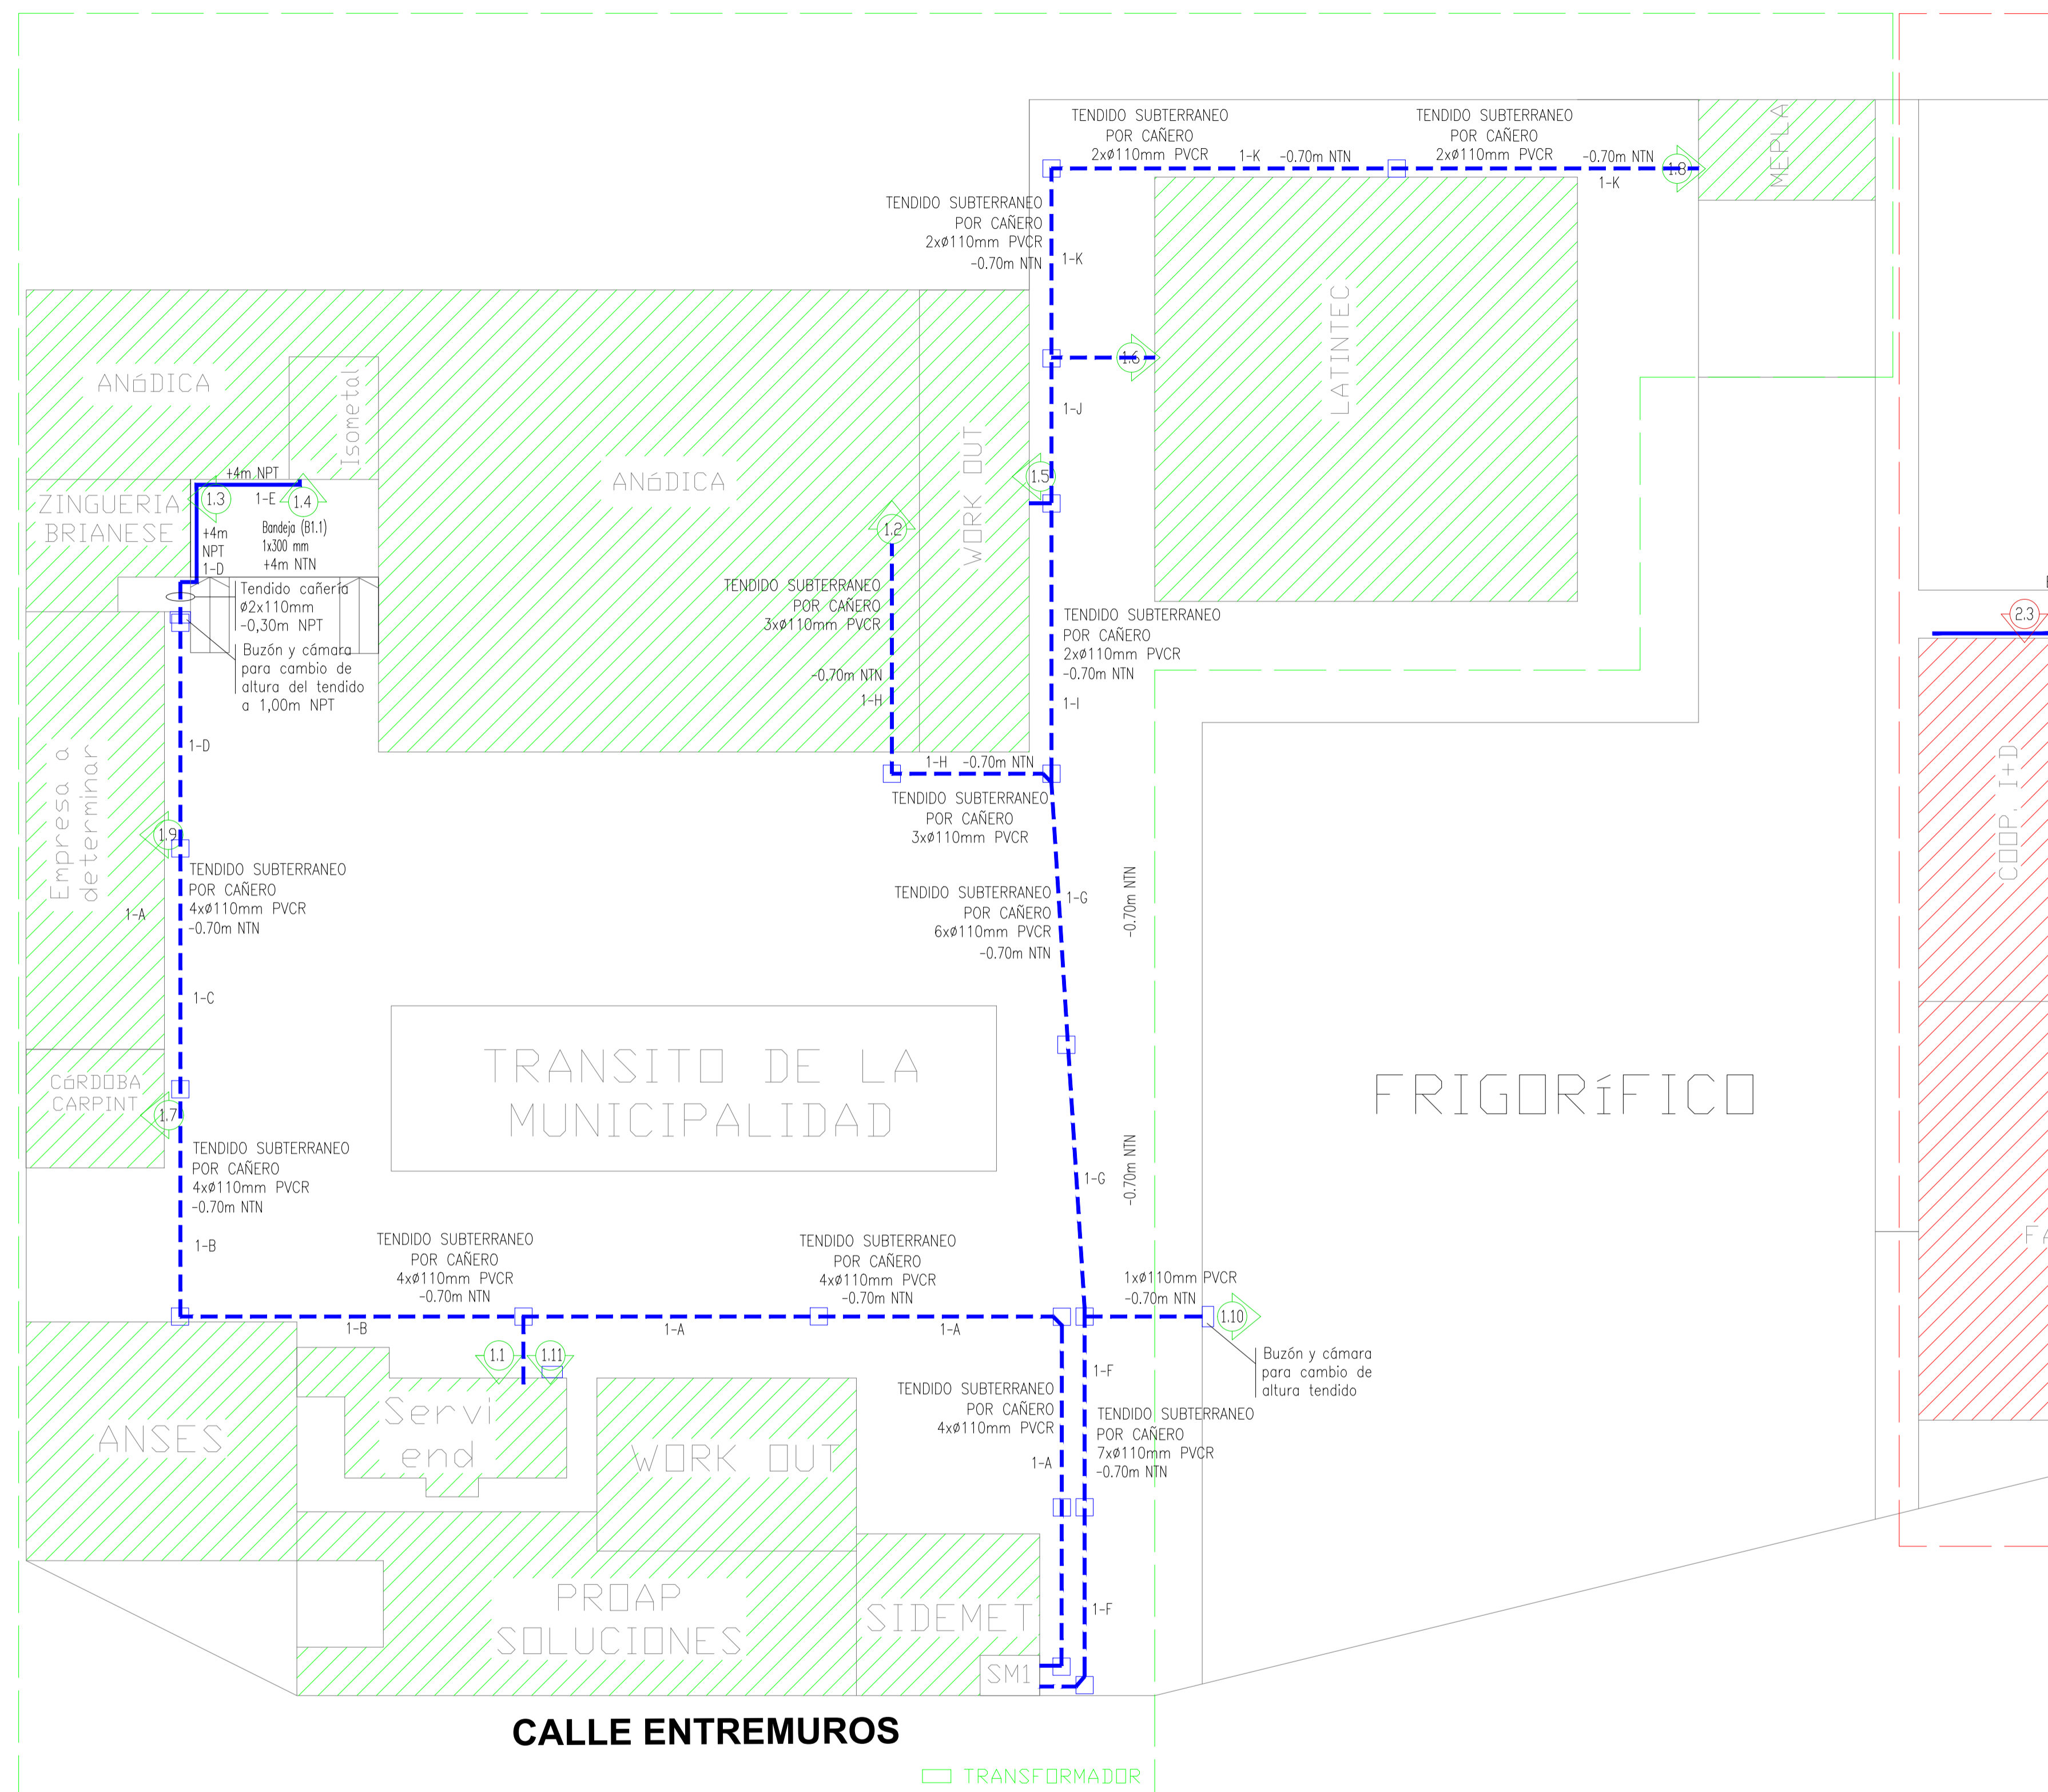 TENDIDO SUBTERRANEO
POR CAÑERO
2xø110mm PVCR
1-K
-0.70m NTN
TENDIDO SUBTERRANEO
POR CAÑERO
2xø110mm PVCR
-0.70m NTN
1-K
1.8
MEPLA
TENDIDO SUBTERRANEO
POR CAÑERO
2xø110mm PVCR
-0.70m NTN
1-K
LATINTEC
1.6
1-J
ANóDICA
Isometal
ANóDICA
WORK OUT
1.5
1.2
+4m NPT
1-E
1.3
1.4
ZINGUERIA
BRIANESE
+4m
NPT
1-D
Bandeja (B1.1)
1x300 mm
+4m NTN
Tendido cañería
ø2x110mm
-0,30m NPT
Buzón y cámara
para cambio de
altura del tendido
a 1,00m NPT
TENDIDO SUBTERRANEO
POR CAÑERO
3xø110mm PVCR
-0.70m NTN
1-H
TENDIDO SUBTERRANEO
POR CAÑERO
2xø110mm PVCR
-0.70m NTN
1-I
2.3
1-D
1-H
-0.70m NTN
TENDIDO SUBTERRANEO
POR CAÑERO
3xø110mm PVCR
Empresa a
determinar
1.9
1-A
TENDIDO SUBTERRANEO
POR CAÑERO
4xø110mm PVCR
-0.70m NTN
TENDIDO SUBTERRANEO
POR CAÑERO
6xø110mm PVCR
-0.70m NTN
1-G
-0.70m NTN
COOP. I+D
1-C
TRANSITO DE LA
MUNICIPALIDAD
FRIGORíFICO
CóRDOBA
CARPINT
1.7
TENDIDO SUBTERRANEO
POR CAÑERO
4xø110mm PVCR
-0.70m NTN
1-B
1-G
-0.70m NTN
TENDIDO SUBTERRANEO
POR CAÑERO
4xø110mm PVCR
-0.70m NTN
1-B
TENDIDO SUBTERRANEO
POR CAÑERO
4xø110mm PVCR
-0.70m NTN
1-A
1-A
1xø110mm PVCR
-0.70m NTN
1.10
Buzón y cámara
para cambio de
altura tendido
1.1
1.11
1-F
TENDIDO SUBTERRANEO
POR CAÑERO
4xø110mm PVCR
1-A
TENDIDO SUBTERRANEO
POR CAÑERO
7xø110mm PVCR
-0.70m NTN
ANSES
Servi
end
WORK OUT
PROAP
SOLUCIONES
SIDEMET
1-F
SM1
CALLE ENTREMUROS
TRANSFORMADOR